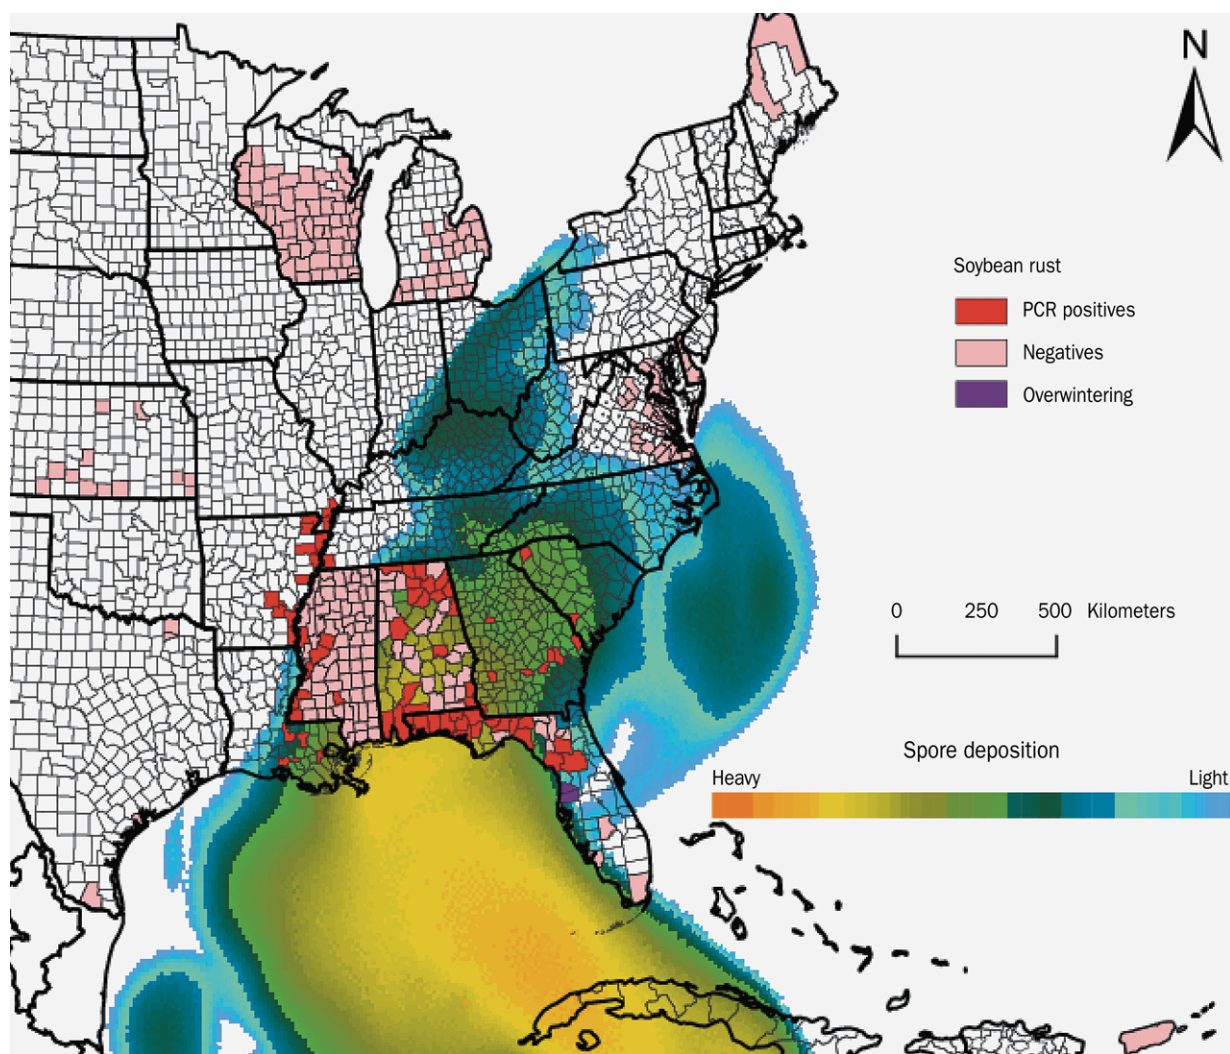 N
Soybean rust
PCR positives
Negatives
Overwintering
0 250 500 Kilometers
Spore deposition
Heavy Light